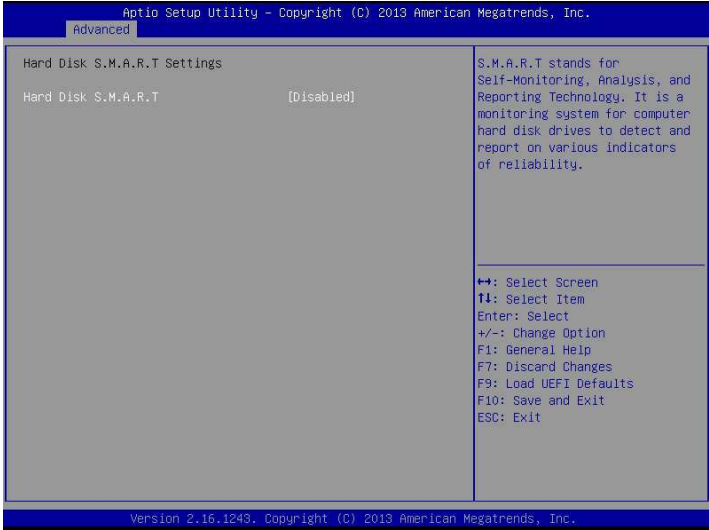 Aptio Setup Utility – Copyright (C) 2013 American Megatrends, Inc.
Advanced
Hard Disk S.M.A.R.T Settings
Hard Disk S.M.A.R.T [Disabled]
S.M.A.R.T stands for
Self-Monitoring, Analysis, and
Reporting Technology. It is a
monitoring system for computer
hard disk drives to detect and
report on various indicators
of reliability.
↔: Select Screen
↑↓: Select Item
Enter: Select
+/-: Change Option
F1: General Help
F7: Discard Changes
F9: Load UEFI Defaults
F10: Save and Exit
ESC: Exit
Version 2.16.1243. Copyright (C) 2013 American Megatrends, Inc.